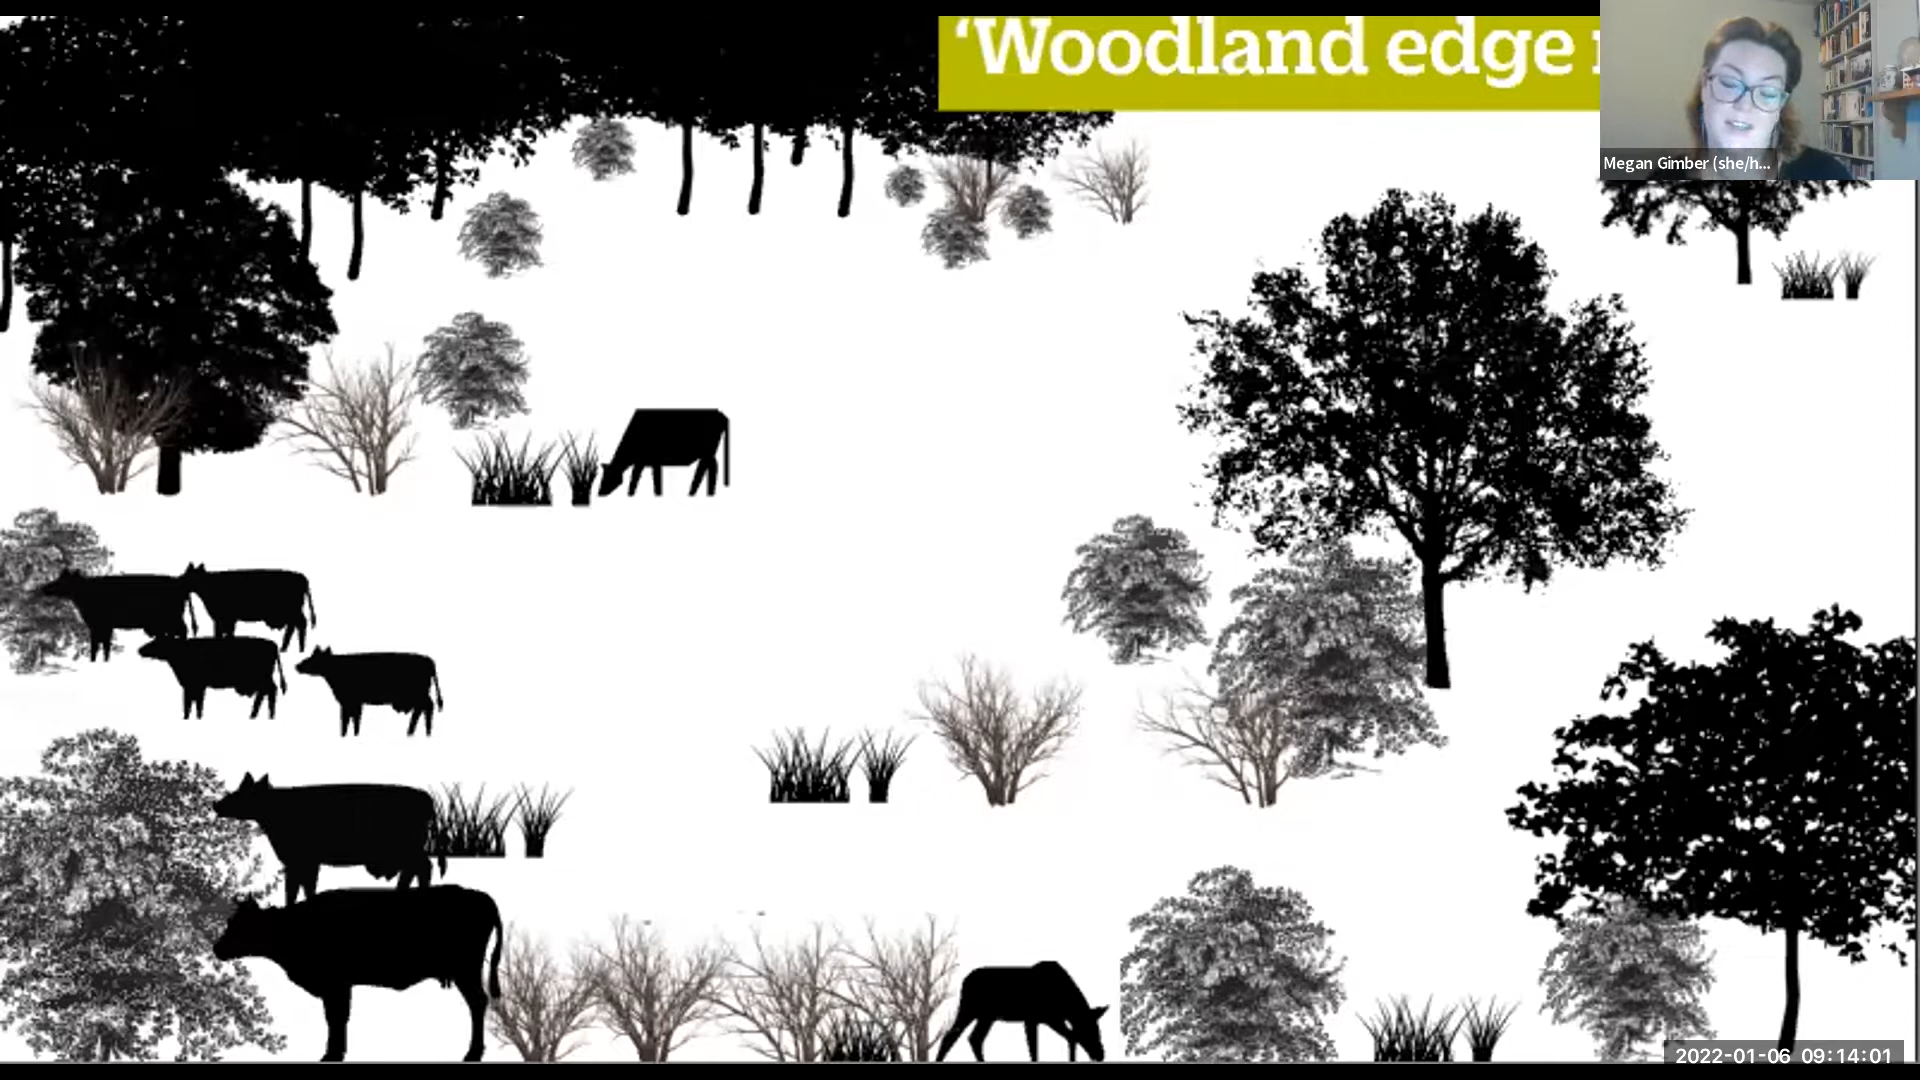 ‘Woodland edge
Megan Gimber (she/h...
2022-01-06 09:14:01